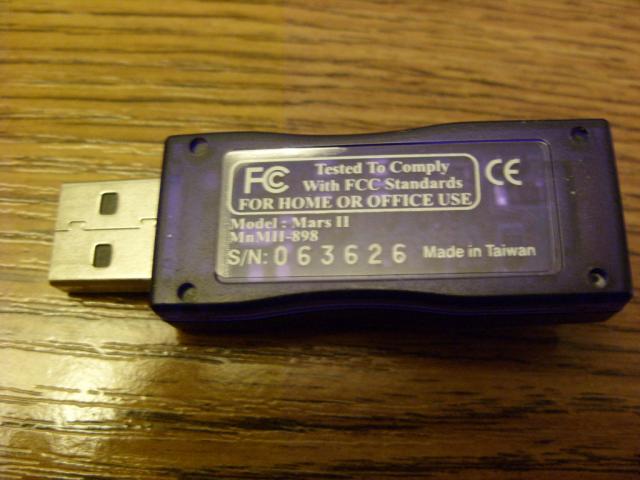 FC Tested To Comply
With FCC Standards
FOR HOME OR OFFICE USE
CE
Model : Mars II
MnMII-898
S/N: 063626 Made in Taiwan